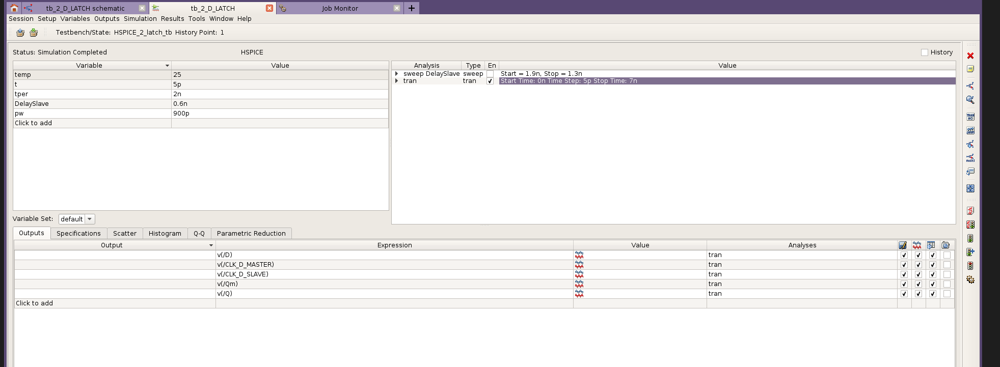 tb_2_D_LATCH schematic tb_2_D_LATCH Job Monitor
Session Setup Variables Outputs Simulation Results Tools Window Help
Testbench/State: HSPICE_2_latch_tb History Point: 1
Status: Simulation Completed HSPICE History
Variable Value
temp 25
t 5p
tper 2n
DelaySlave 0.6n
pw 900p
Click to add
Analysis Type En Value
sweep DelaySlave sweep Start = 1.9n, Stop = 1.3n
tran tran Start Time: 0n Time Step: 5p Stop Time: 7n
Variable Set: default
Outputs Specifications Scatter Histogram Q-Q Parametric Reduction
Output Expression Value Analyses
v(/D) tran
v(/CLK_D_MASTER) tran
v(/CLK_D_SLAVE) tran
v(/Qm) tran
v(/Q) tran
Click to add
model